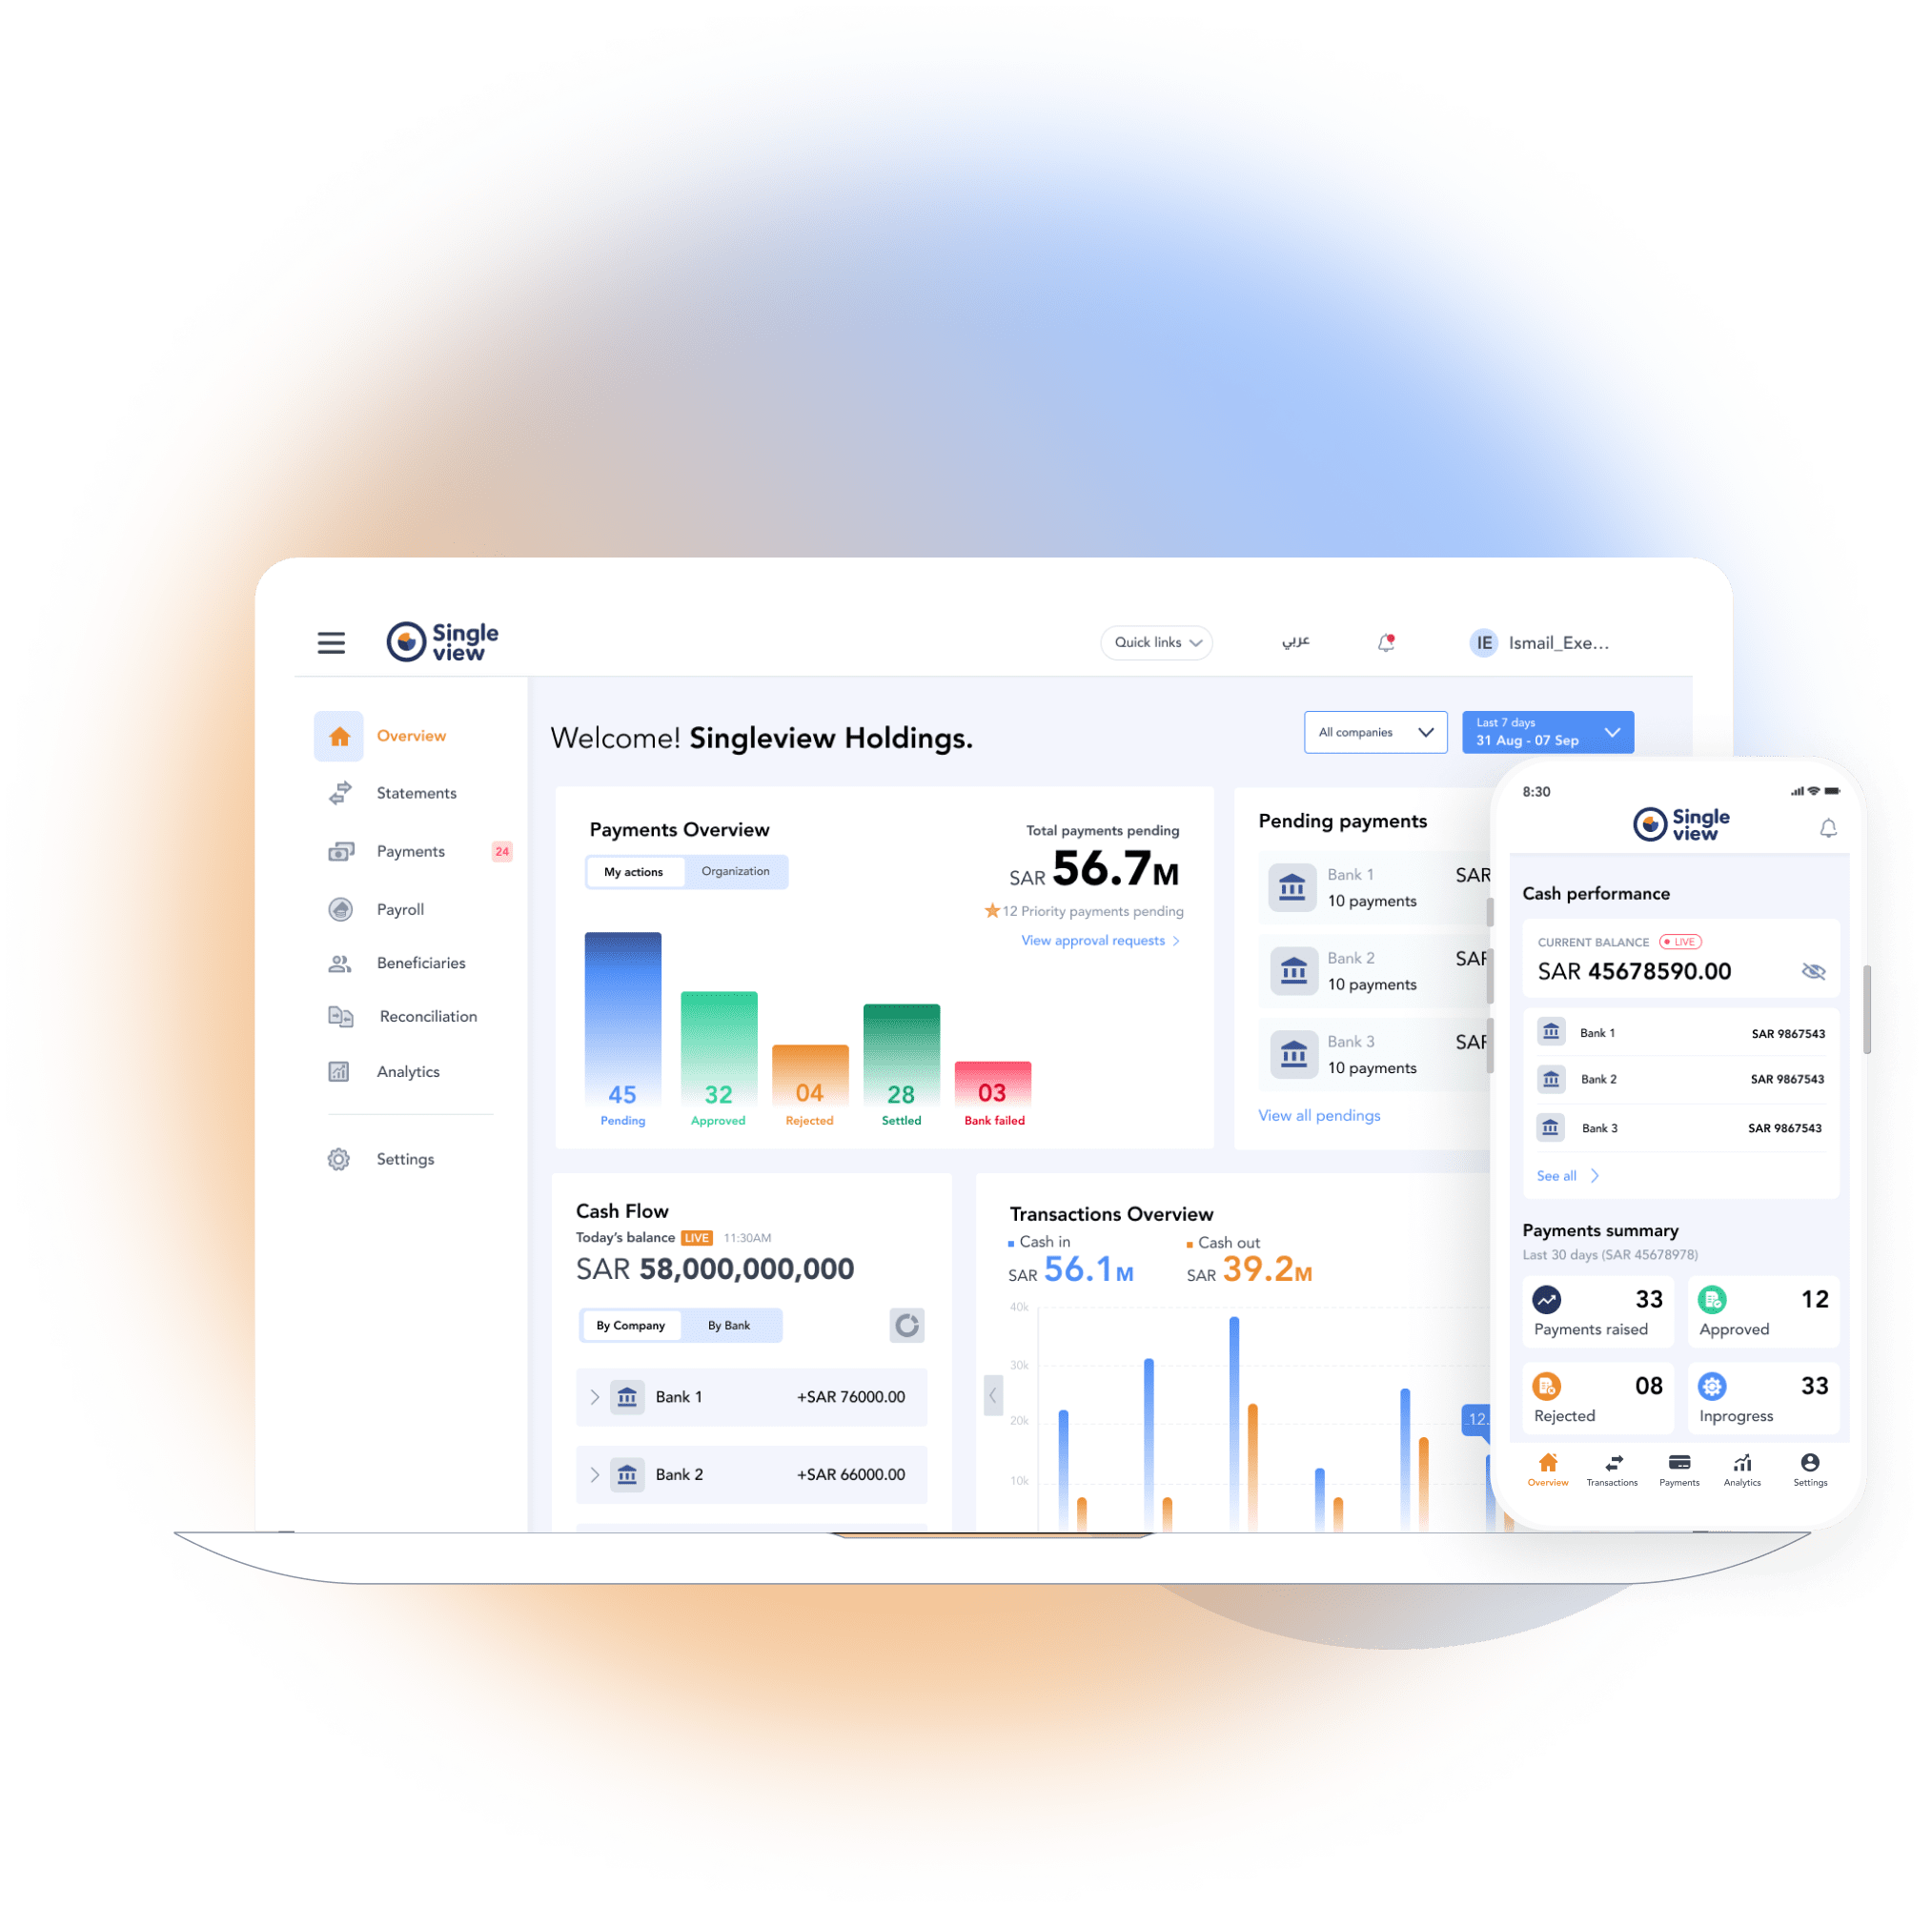 Single
view
Quick links
عربي
IE
Ismail_Exe...
Overview
Statements
Payments
24
Payroll
Beneficiaries
Reconciliation
Analytics
Settings
Welcome! Singleview Holdings.
All companies
Last 7 days
31 Aug - 07 Sep
Payments Overview
My actions
Organization
Total payments pending
SAR 56.7M
12 Priority payments pending
View approval requests
45
Pending
32
Approved
04
Rejected
28
Settled
03
Bank failed
Pending payments
Bank 1
SAR
10 payments
Bank 2
SAR
10 payments
Bank 3
SAR
10 payments
View all pendings
Cash Flow
Today's balance LIVE 11:30AM
SAR 58,000,000,000
By Company
By Bank
Bank 1 +SAR 76000.00
Bank 2 +SAR 66000.00
Transactions Overview
Cash in
SAR 56.1M
Cash out
SAR 39.2M
40k
30k
20k
10k
12.
8:30
Single
view
Cash performance
CURRENT BALANCE LIVE
SAR 45678590.00
Bank 1 SAR 9867543
Bank 2 SAR 9867543
Bank 3 SAR 9867543
See all
Payments summary
Last 30 days (SAR 45678978)
33
Payments raised
12
Approved
08
Rejected
33
Inprogress
Overview
Transactions
Payments
Analytics
Settings